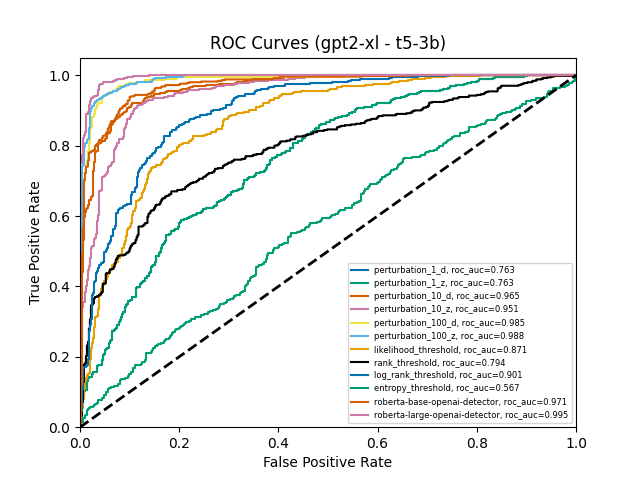 ROC Curves (gpt2-xl - t5-3b)
True Positive Rate
1.0
0.8
0.6
0.4
0.2
0.0
perturbation_1_d, roc_auc=0.763
perturbation_1_z, roc_auc=0.763
perturbation_10_d, roc_auc=0.965
perturbation_10_z, roc_auc=0.951
perturbation_100_d, roc_auc=0.985
perturbation_100_z, roc_auc=0.988
likelihood_threshold, roc_auc=0.871
rank_threshold, roc_auc=0.794
log_rank_threshold, roc_auc=0.901
entropy_threshold, roc_auc=0.567
roberta-base-openai-detector, roc_auc=0.971
roberta-large-openai-detector, roc_auc=0.995
0.0 0.2 0.4 0.6 0.8 1.0
False Positive Rate